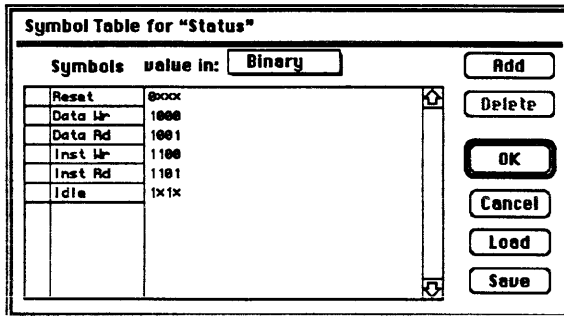 Symbol Table for “Status”
Symbols value in: Binary
Add
Delete
OK
Cancel
Load
Save
Reset 0xxx
Data Wr 1000
Data Rd 1001
Inst Wr 1100
Inst Rd 1101
Idle 1x1x